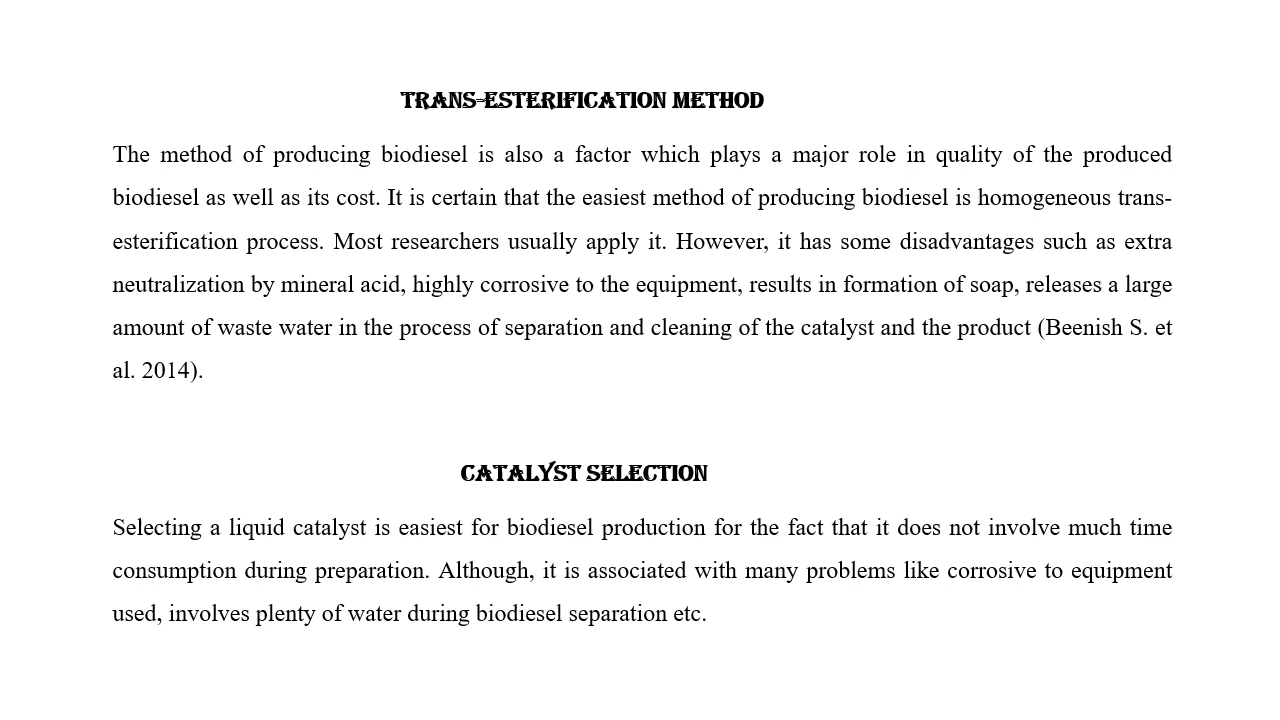 TRANS-ESTERIFICATION METHOD
The method of producing biodiesel is also a factor which plays a major role in quality of the produced
biodiesel as well as its cost. It is certain that the easiest method of producing biodiesel is homogeneous trans-
esterification process. Most researchers usually apply it. However, it has some disadvantages such as extra
neutralization by mineral acid, highly corrosive to the equipment, results in formation of soap, releases a large
amount of waste water in the process of separation and cleaning of the catalyst and the product (Beenish S. et
al. 2014).
CATALYST SELECTION
Selecting a liquid catalyst is easiest for biodiesel production for the fact that it does not involve much time
consumption during preparation. Although, it is associated with many problems like corrosive to equipment
used, involves plenty of water during biodiesel separation etc.